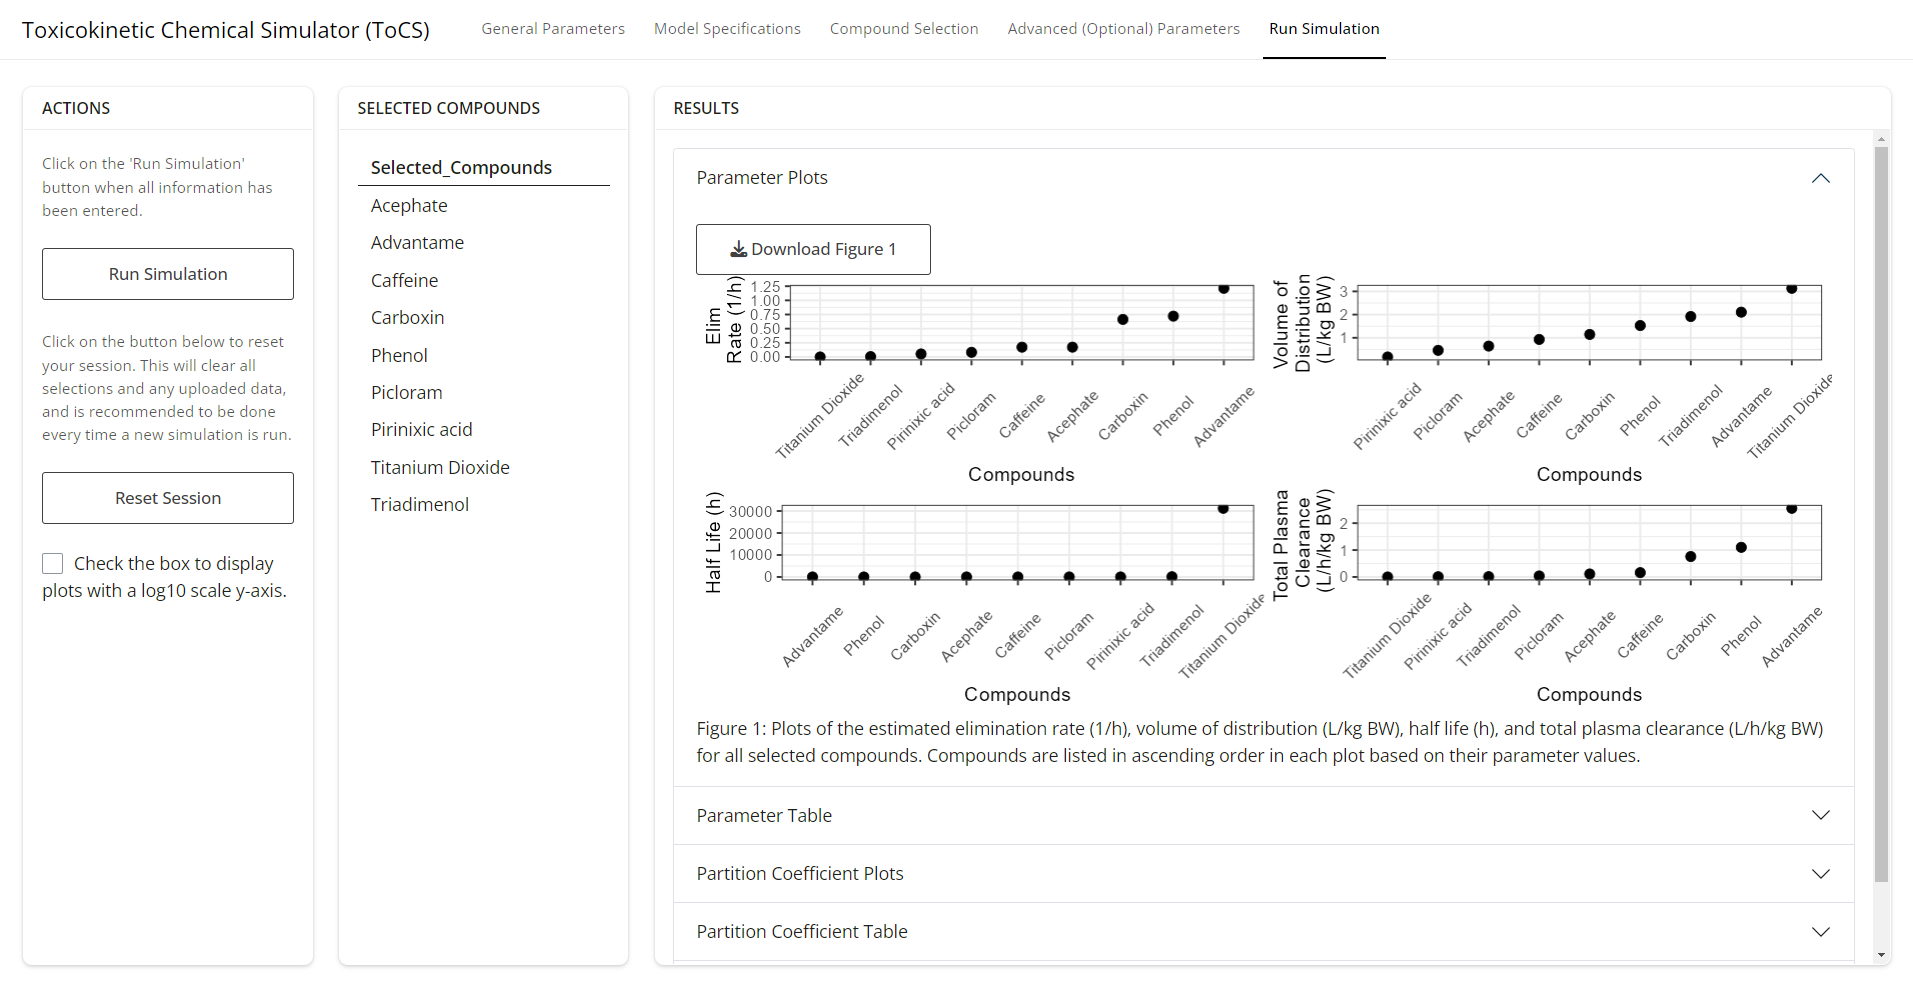 Toxicokinetic Chemical Simulator (ToCS)
General Parameters
Model Specifications
Compound Selection
Advanced (Optional) Parameters
Run Simulation
ACTIONS
Click on the 'Run Simulation'
button when all information has
been entered.
Run Simulation
Click on the button below to reset
your session. This will clear all
selections and any uploaded data,
and is recommended to be done
every time a new simulation is run.
Reset Session
Check the box to display
plots with a log10 scale y-axis.
SELECTED COMPOUNDS
Selected_Compounds
Acephate
Advantame
Caffeine
Carboxin
Phenol
Picloram
Pirinixic acid
Titanium Dioxide
Triadimenol
RESULTS
Parameter Plots
Download Figure 1
Elim
Rate (1/h)
1.25
1.00
0.75
0.50
0.25
0.00
Titanium Dioxide
Triadimenol
Pirinixic acid
Picloram
Caffeine
Acephate
Carboxin
Phenol
Advantame
Compounds
Volume of
Distribution
(L/kg BW)
3
2
1
Pirinixic acid
Picloram
Acephate
Caffeine
Carboxin
Phenol
Triadimenol
Advantame
Titanium Dioxide
Compounds
Half Life (h)
30000
20000
10000
0
Advantame
Phenol
Carboxin
Acephate
Caffeine
Picloram
Pirinixic acid
Triadimenol
Titanium Dioxide
Compounds
Total Plasma
Clearance
(L/h/kg BW)
2
1
0
Titanium Dioxide
Pirinixic acid
Triadimenol
Picloram
Acephate
Caffeine
Carboxin
Phenol
Advantame
Compounds
Figure 1: Plots of the estimated elimination rate (1/h), volume of distribution (L/kg BW), half life (h), and total plasma clearance (L/h/kg BW)
for all selected compounds. Compounds are listed in ascending order in each plot based on their parameter values.
Parameter Table
Partition Coefficient Plots
Partition Coefficient Table